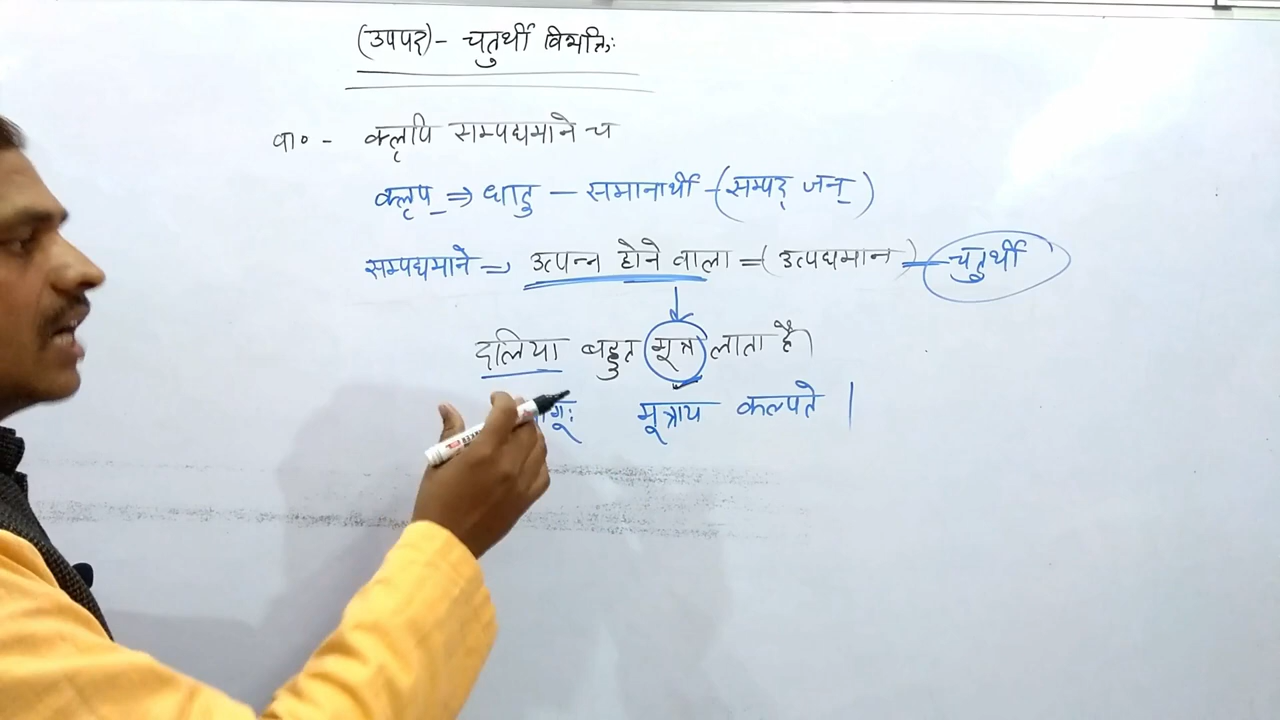 (उपपद)- चतुर्थी विभक्तिः
वा० - क्लृपि सम्पद्यमाने च
क्लृप् ⇒ धातु - समानार्थी - (सम्पद् जन्)
सम्पद्यमाने ⇒ उत्पन्न होने वाला = (उत्पद्यमान) - चतुर्थी
दलिया बहुत मूत्र लाता है।
मूत्राय कल्पते ।